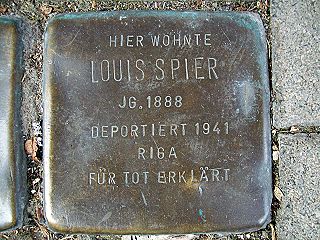 HIER WOHNTE
LOUIS SPIER
JG. 1888
DEPORTIERT 1941
RIGA
FÜR TOT ERKLÄRT